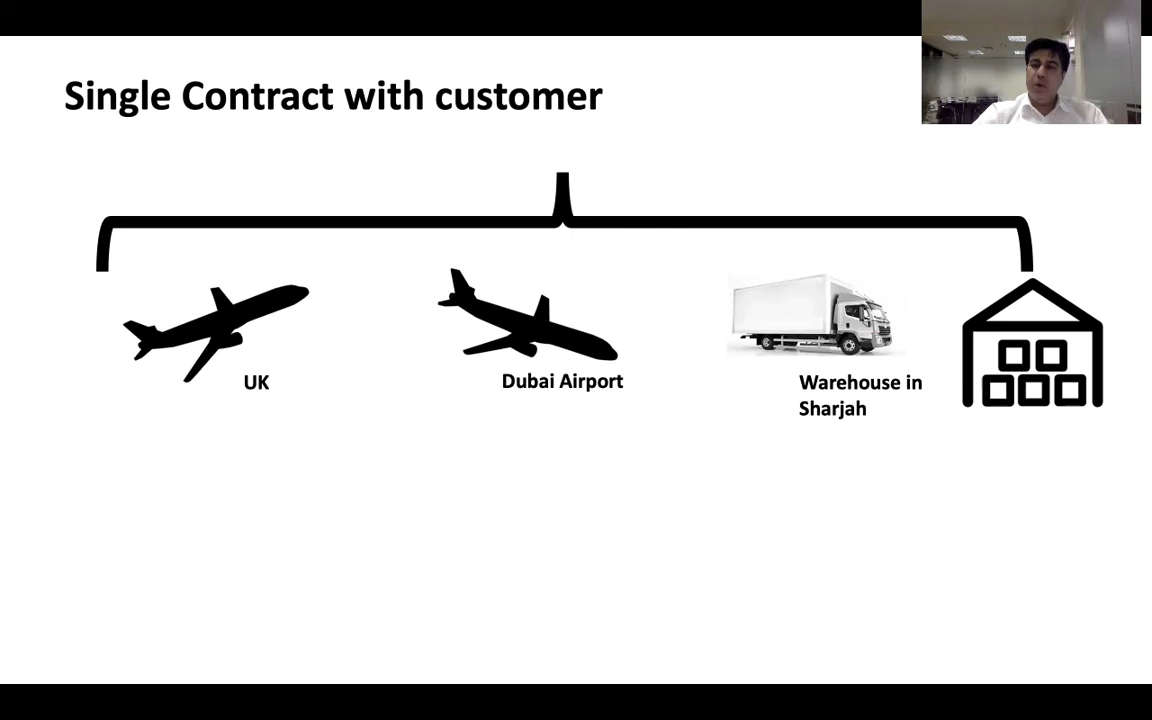 Single Contract with customer
UK
Dubai Airport
Warehouse in
Sharjah